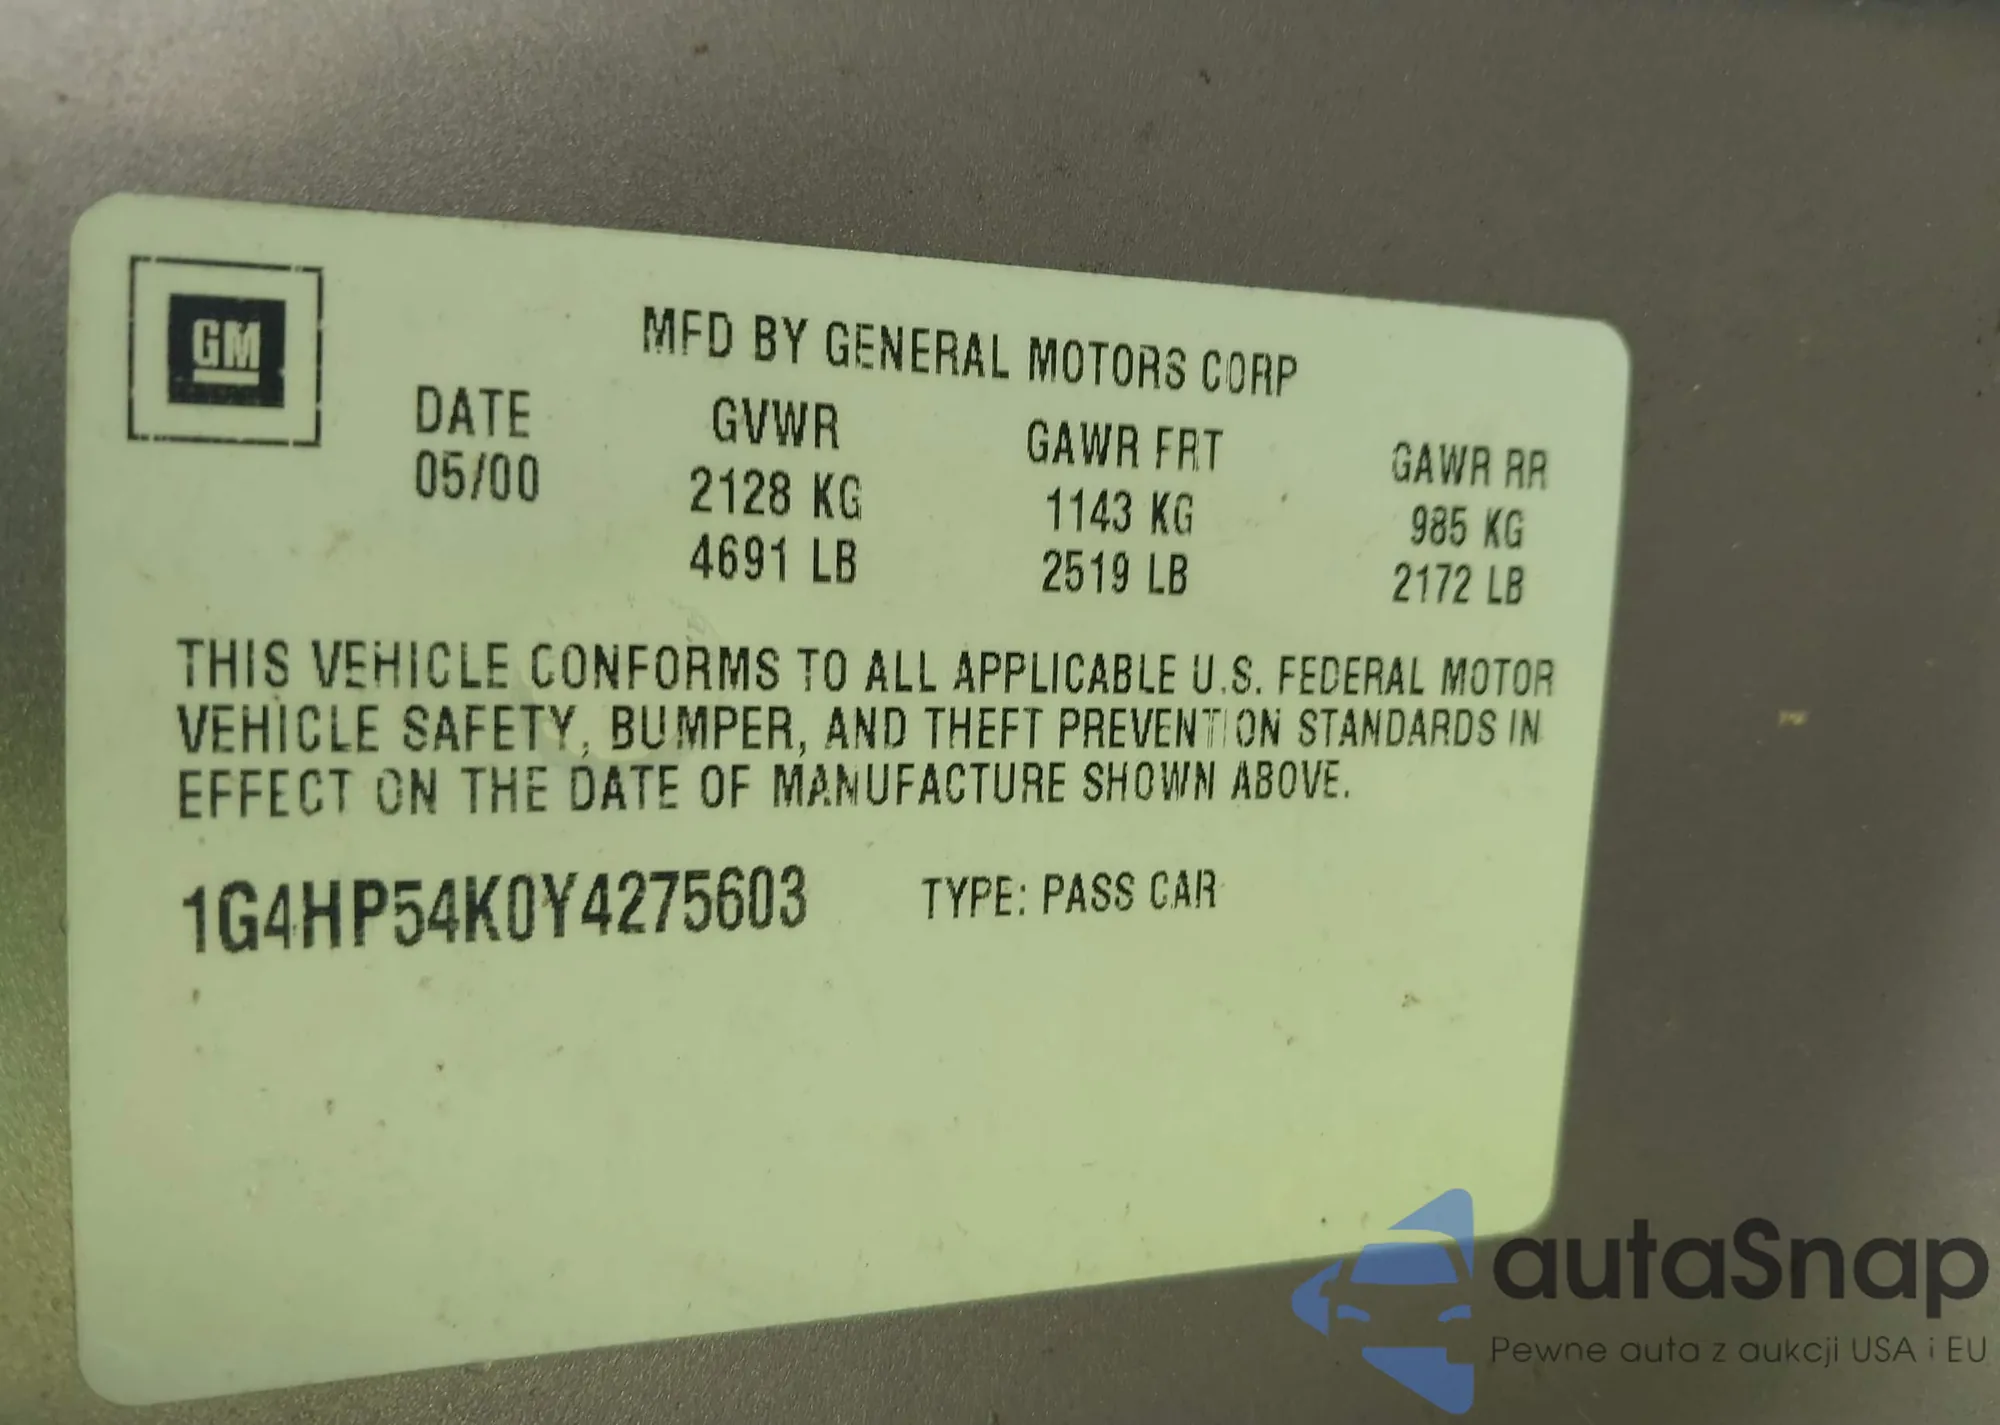 GM
MFD BY GENERAL MOTORS CORP
DATE GVWR GAWR FRT GAWR RR
05/00 2128 KG 1143 KG 985 KG
4691 LB 2519 LB 2172 LB
THIS VEHICLE CONFORMS TO ALL APPLICABLE U.S. FEDERAL MOTOR
VEHICLE SAFETY, BUMPER, AND THEFT PREVENTION STANDARDS IN
EFFECT ON THE DATE OF MANUFACTURE SHOWN ABOVE.
1G4HP54K0Y4275603 TYPE: PASS CAR
autaSnap
Pewne auta z aukcji USA i EU